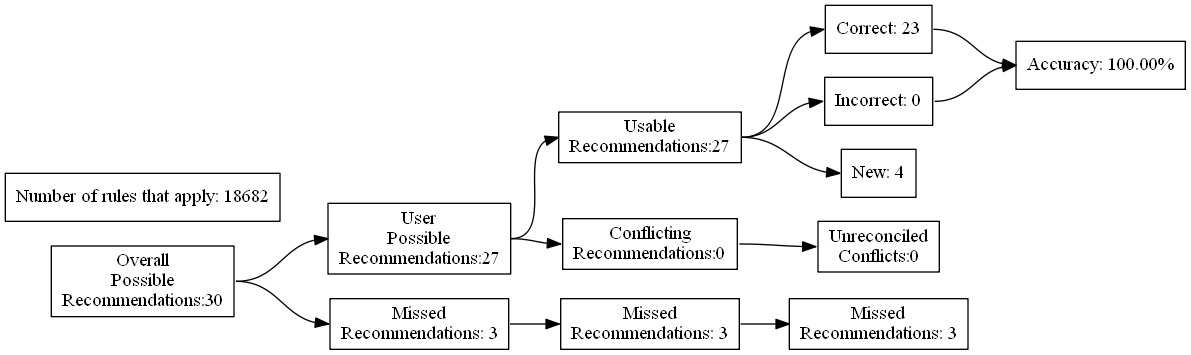 Correct: 23
Accuracy: 100.00%
Incorrect: 0
Usable
Recommendations:27
New: 4
Number of rules that apply: 18682
User
Possible
Recommendations:27
Conflicting
Recommendations:0
Unreconciled
Conflicts:0
Overall
Possible
Recommendations:30
Missed
Recommendations: 3
Missed
Recommendations: 3
Missed
Recommendations: 3